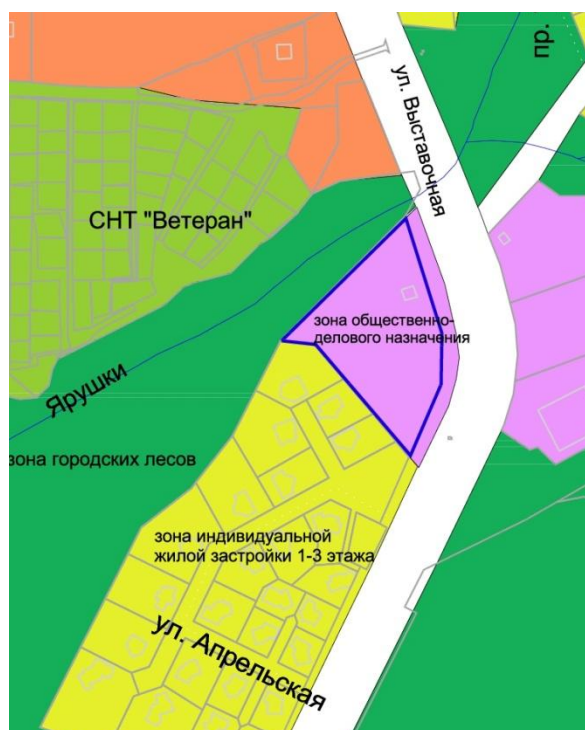 пр.
ул. Выставочная
СНТ "Ветеран"
зона общественно-
делового назначения
Ярушки
зона городских лесов
зона индивидуальной
жилой застройки 1-3 этажа
ул. Апрельская